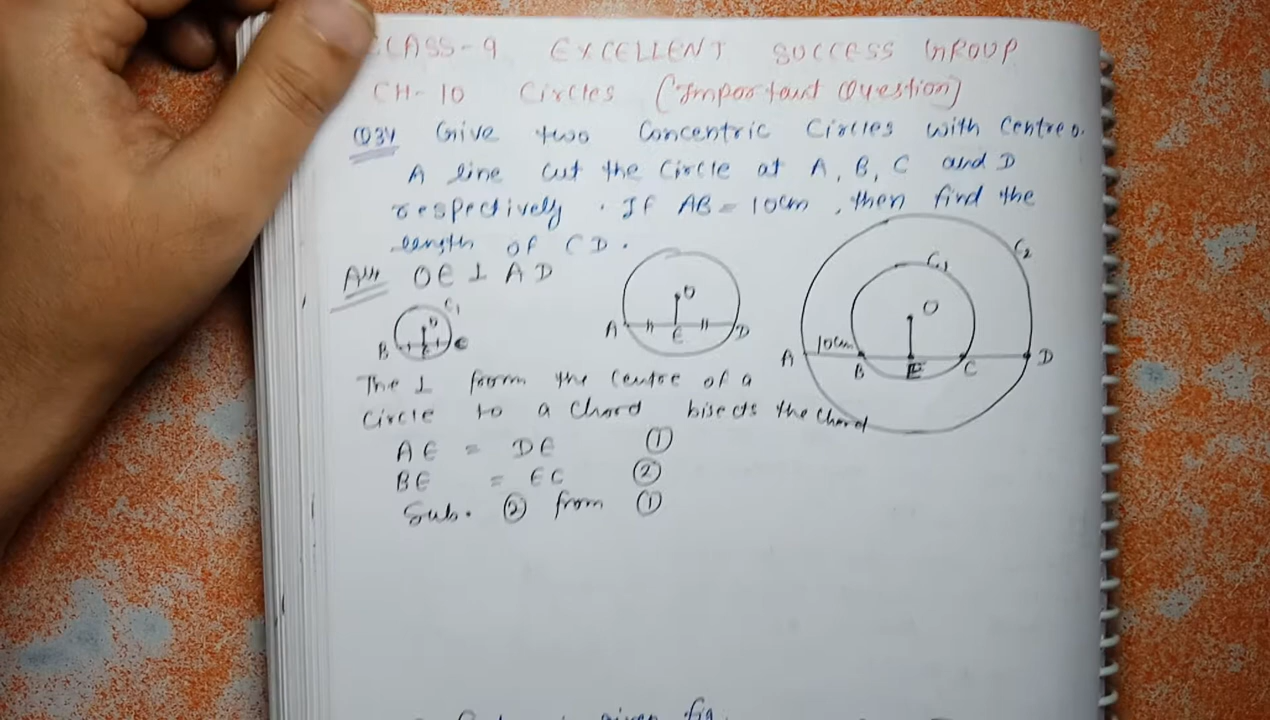 CLASS-9 EXCELLENT SUCCESS GROUP
CH-10 Circles (Important Question)
Q34 Give two Concentric Circles with Centre O.
A line cut the Circle at A, B, C and D
respectively. If AB = 10cm, then find the
length of CD.
Ans OE ⊥ AD
C1
O
B E C
O
A E D
C2
C1
O
A 10cm B E C D
The ⊥ from the Centre of a
Circle to a Chord bisects the Chord
AE = DE ①
BE = EC ②
Sub. ② from ①
given fig